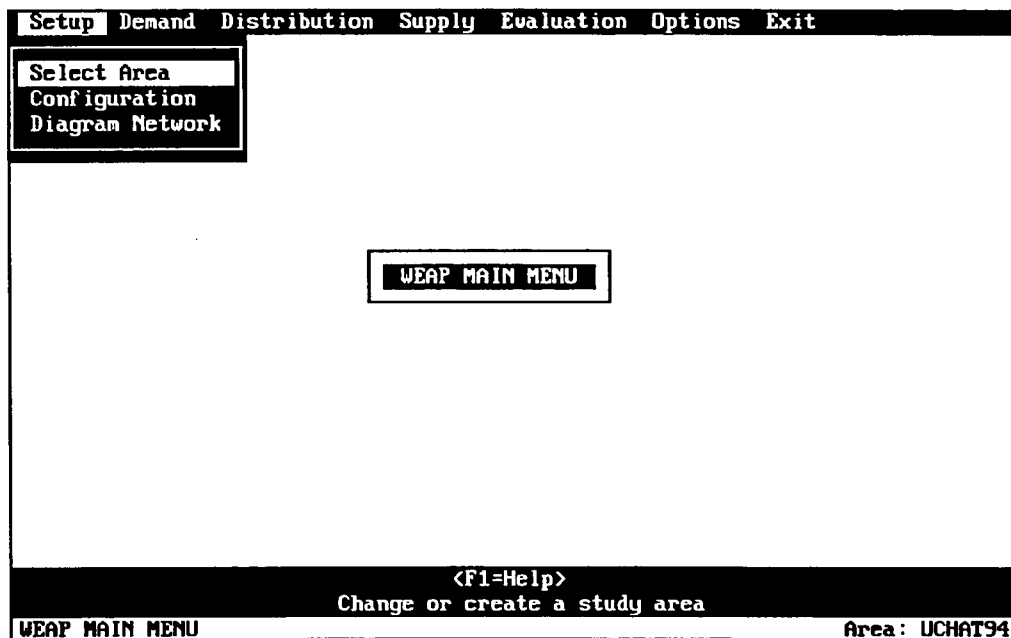 Setup Demand Distribution Supply Evaluation Options Exit
Select Area
Configuration
Diagram Network
WEAP MAIN MENU
<F1=Help>
Change or create a study area
WEAP MAIN MENU Area: UCHAT94